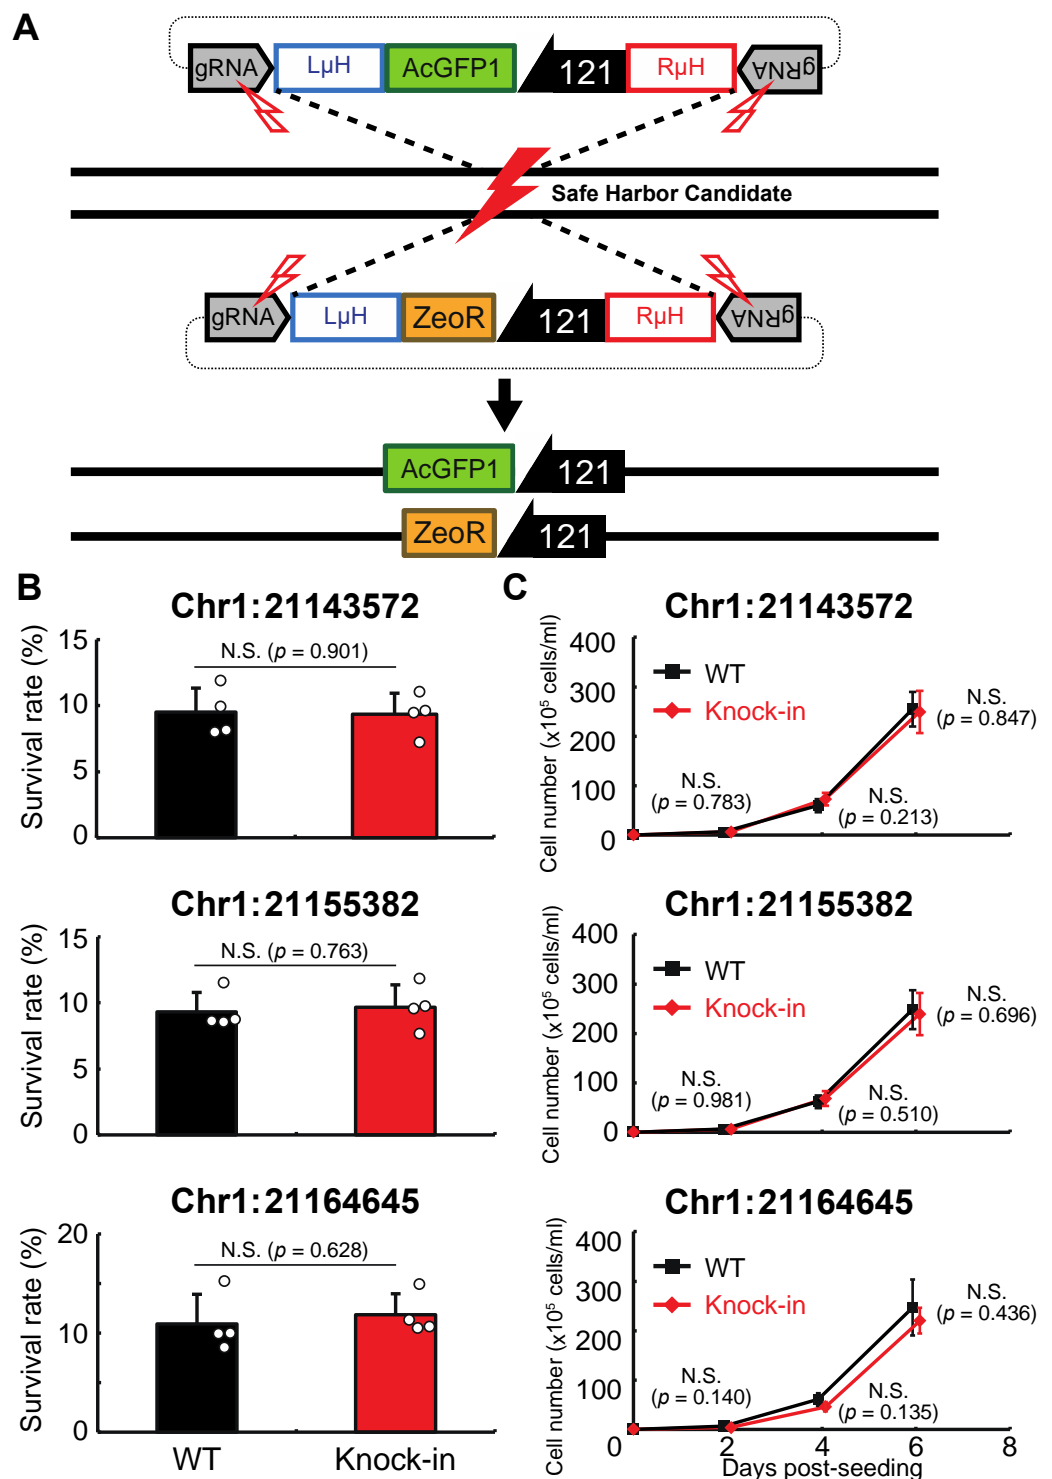 A
gRNA LµH AcGFP1 121 RµH gRNA
Safe Harbor Candidate
gRNA LµH ZeoR 121 RµH gRNA
AcGFP1 121
ZeoR 121
B
Chr1:21143572
Survival rate (%)
15
10
5
0
N.S. (p = 0.901)
Chr1:21155382
Survival rate (%)
15
10
5
0
N.S. (p = 0.763)
Chr1:21164645
Survival rate (%)
20
10
0
N.S. (p = 0.628)
WT Knock-in
C
Chr1:21143572
Cell number (x10⁵ cells/ml)
400
300
200
100
0
WT
Knock-in
N.S.
(p = 0.783)
N.S.
(p = 0.213)
N.S.
(p = 0.847)
Chr1:21155382
Cell number (x10⁵ cells/ml)
400
300
200
100
0
WT
Knock-in
N.S.
(p = 0.981)
N.S.
(p = 0.510)
N.S.
(p = 0.696)
Chr1:21164645
Cell number (x10⁵ cells/ml)
400
300
200
100
0
WT
Knock-in
N.S.
(p = 0.140)
N.S.
(p = 0.135)
N.S.
(p = 0.436)
0 2 4 6 8
Days post-seeding